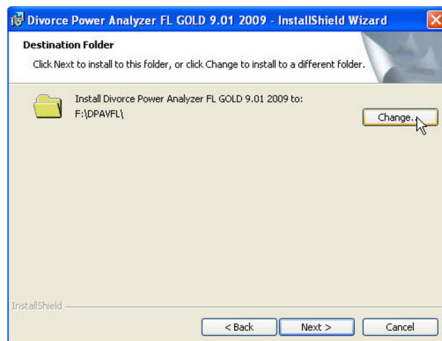 Divorce Power Analyzer FL GOLD 9.01 2009 - InstallShield Wizard
Destination Folder
Click Next to install to this folder, or click Change to install to a different folder.
Install Divorce Power Analyzer FL GOLD 9.01 2009 to:
F:\DPAVFL\
Change...
InstallShield
< Back
Next >
Cancel